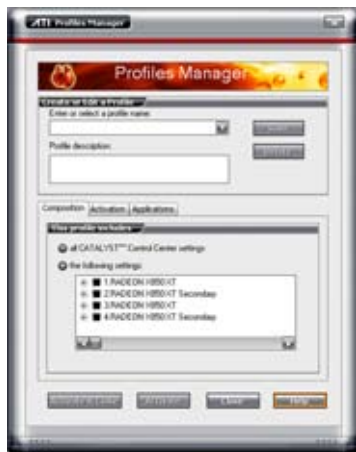 ATI Profiles Manager
Profiles Manager
Create or Edit a Profile
Enter or select a profile name:
Profile description:
Composition Activation Applications
This profile includes
all CATALYST™ Control Center settings
the following settings:
1.RADEON X850 XT
2.RADEON X850 XT Secondary
3.RADEON X850 XT
4.RADEON X850 XT Secondary
Close Help